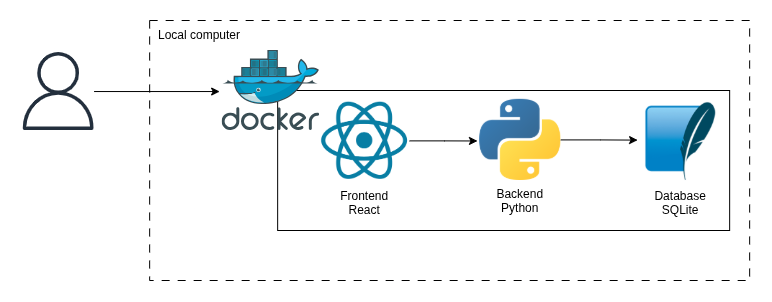 Local computer
docker
Frontend
React
Backend
Python
Database
SQLite